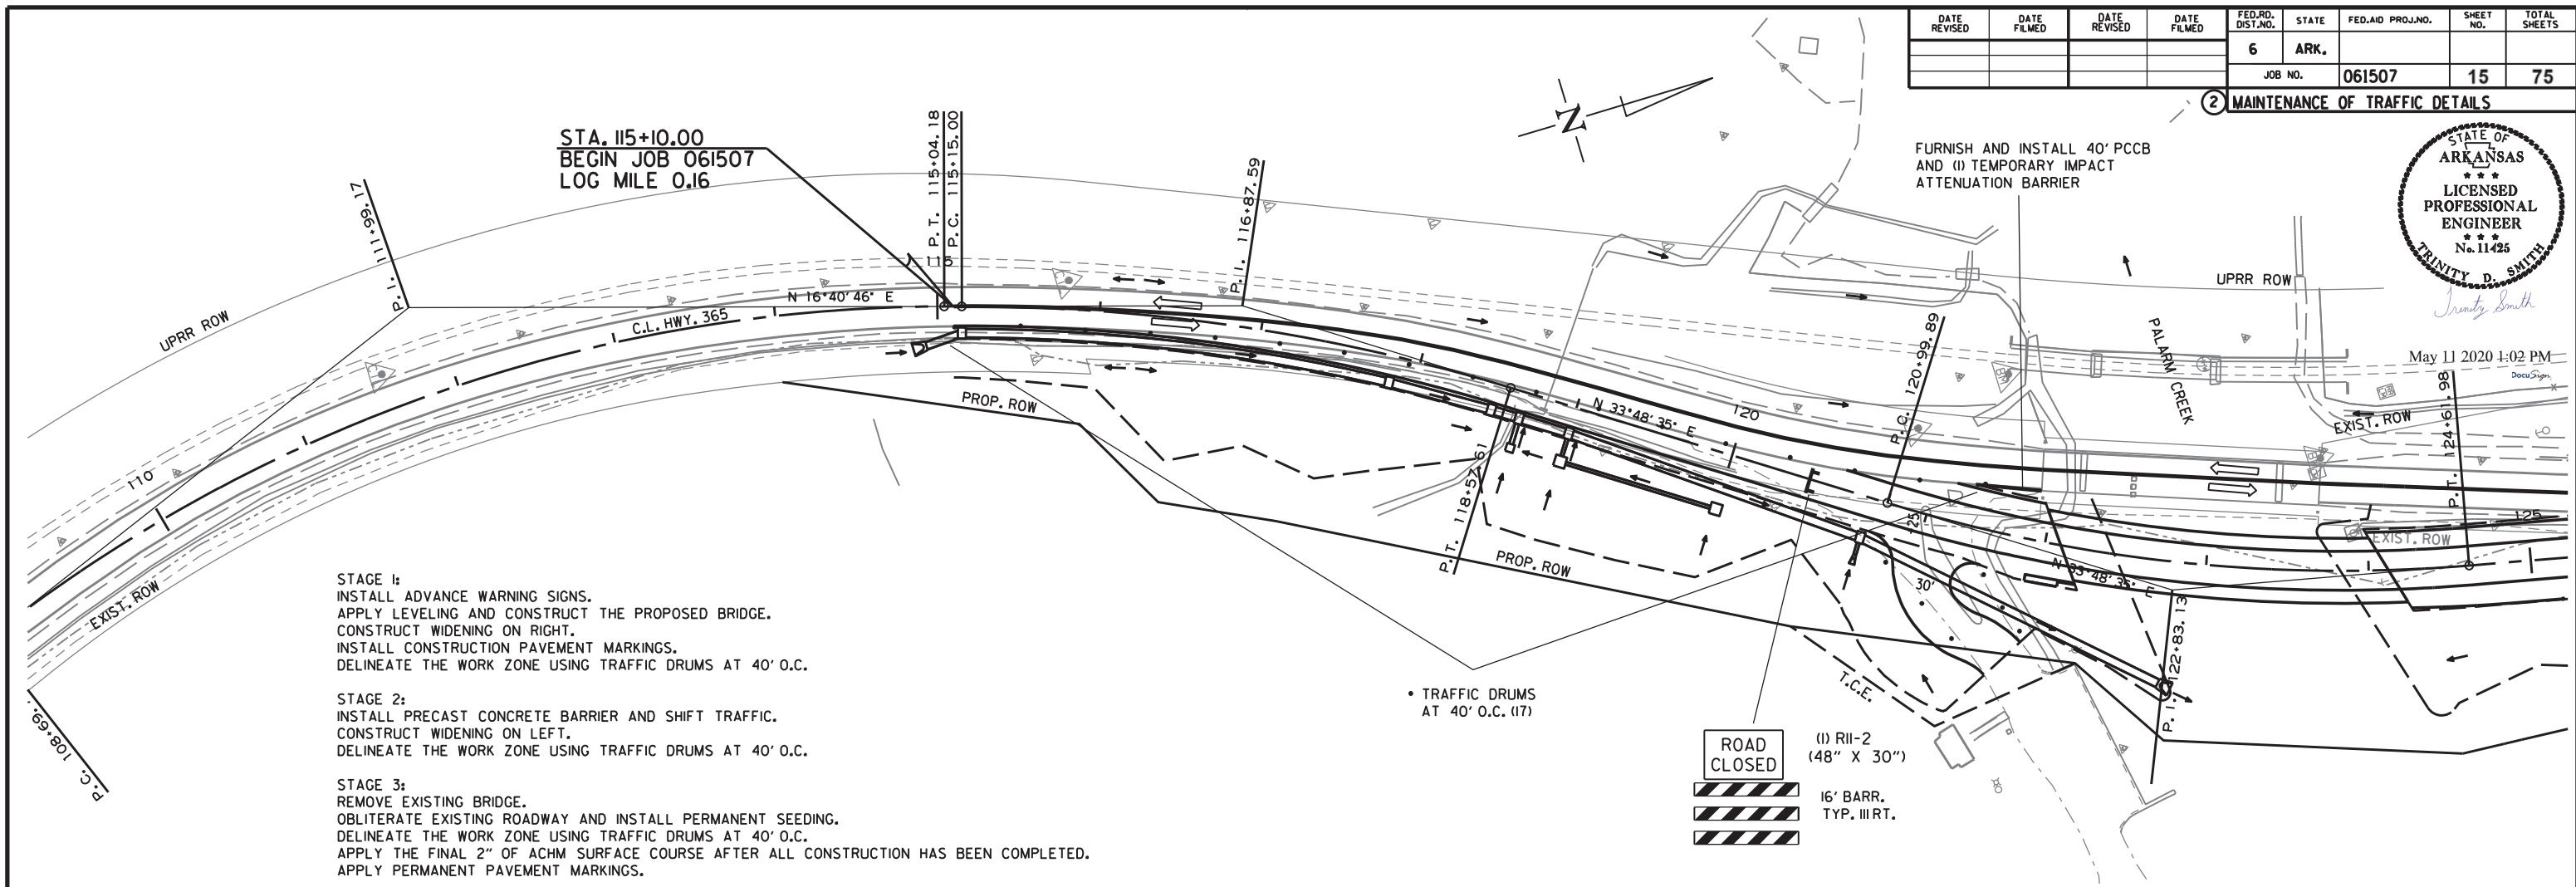 DATE REVISED
DATE FILMED
DATE REVISED
DATE FILMED
FED.RD. DIST.NO.
STATE
FED.AID PROJ.NO.
SHEET NO.
TOTAL SHEETS
6
ARK.
JOB NO.
061507
15
75
2 MAINTENANCE OF TRAFFIC DETAILS
STATE OF
ARKANSAS
★ ★ ★
LICENSED
PROFESSIONAL
ENGINEER
★ ★ ★
No. 11425
TRINITY D. SMITH
Trinity Smith
May 11 2020 1:02 PM
DocuSign
N
STA. 115+10.00
BEGIN JOB 061507
LOG MILE 0.16
P.I. 111+99.17
P.T. 115+04.18
P.C. 115+15.00
115
P.I. 116+87.59
FURNISH AND INSTALL 40' PCCB
AND (1) TEMPORARY IMPACT
ATTENUATION BARRIER
UPRR ROW
UPRR ROW
N 16°40'46" E
C.L. HWY. 365
PROP. ROW
N 33°48'35" E
120
P.C. 120+99.89
PALARM CREEK
EXIST. ROW
P.T. 124+61.98
110
EXIST. ROW
P.T. 118+57.61
PROP. ROW
125
EXIST. ROW
N 33°48'35" E
125'
30'
P.I. 122+83.13
T.C.E.
P.C. 108+69.
STAGE 1:
INSTALL ADVANCE WARNING SIGNS.
APPLY LEVELING AND CONSTRUCT THE PROPOSED BRIDGE.
CONSTRUCT WIDENING ON RIGHT.
INSTALL CONSTRUCTION PAVEMENT MARKINGS.
DELINEATE THE WORK ZONE USING TRAFFIC DRUMS AT 40' O.C.
STAGE 2:
INSTALL PRECAST CONCRETE BARRIER AND SHIFT TRAFFIC.
CONSTRUCT WIDENING ON LEFT.
DELINEATE THE WORK ZONE USING TRAFFIC DRUMS AT 40' O.C.
STAGE 3:
REMOVE EXISTING BRIDGE.
OBLITERATE EXISTING ROADWAY AND INSTALL PERMANENT SEEDING.
DELINEATE THE WORK ZONE USING TRAFFIC DRUMS AT 40' O.C.
APPLY THE FINAL 2" OF ACHM SURFACE COURSE AFTER ALL CONSTRUCTION HAS BEEN COMPLETED.
APPLY PERMANENT PAVEMENT MARKINGS.
• TRAFFIC DRUMS
AT 40' O.C. (17)
ROAD
CLOSED
(1) R11-2
(48" X 30")
16' BARR.
TYP. III RT.